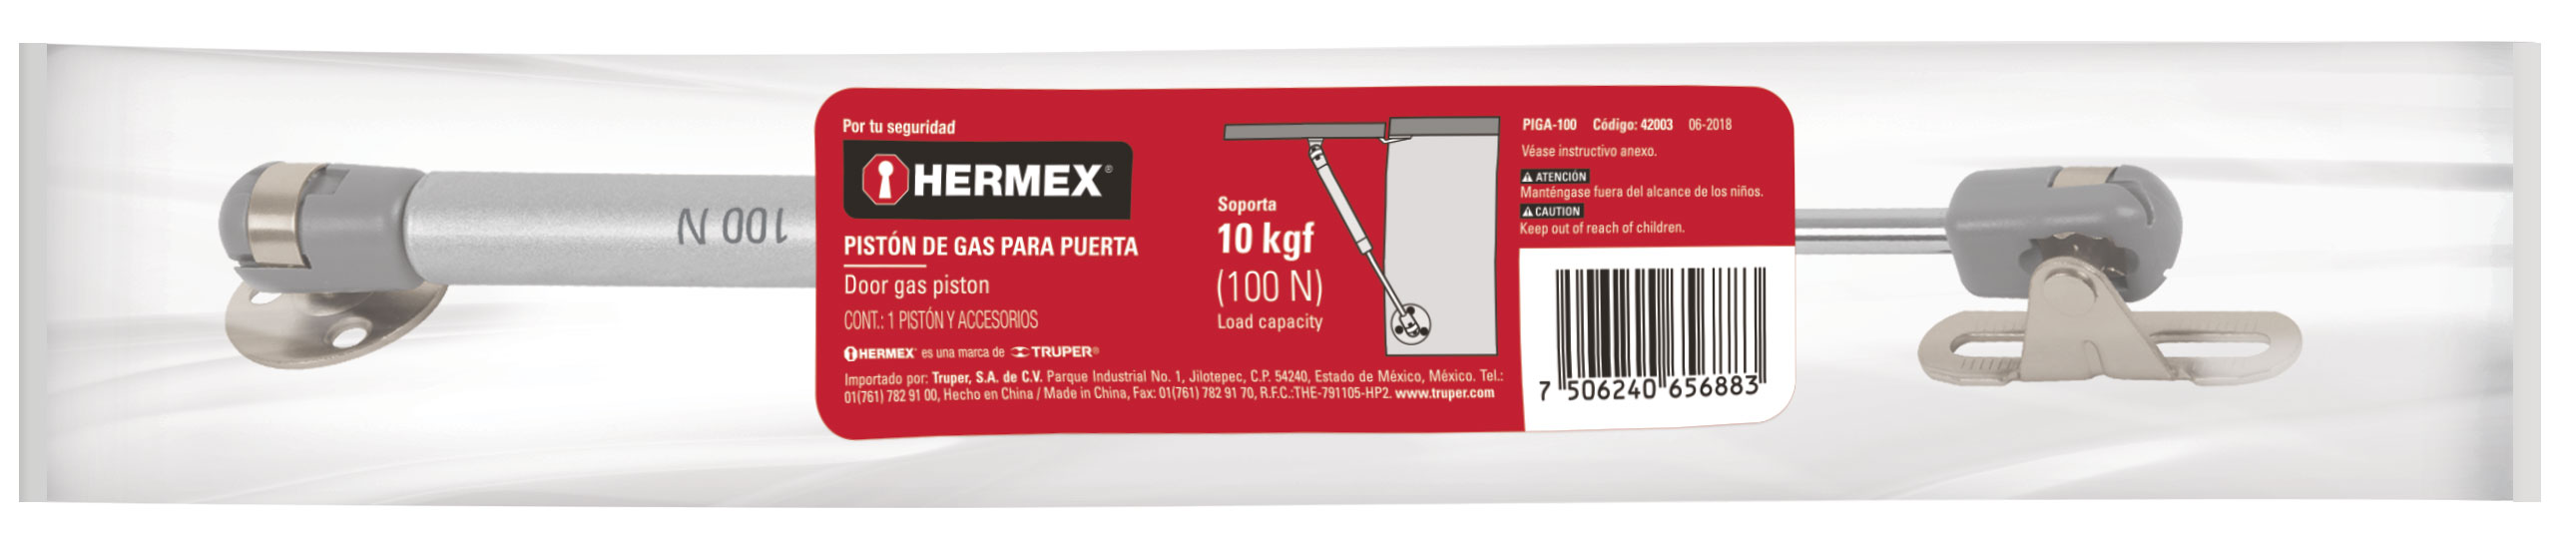 100 N
Por tu seguridad
HERMEX®
PISTÓN DE GAS PARA PUERTA
Door gas piston
CONT.: 1 PISTÓN Y ACCESORIOS
HERMEX® es una marca de TRUPER®
Importado por: Truper, S.A. de C.V. Parque Industrial No. 1, Jilotepec, C.P. 54240, Estado de México, México. Tel.:
01(761) 782 91 00, Hecho en China / Made in China, Fax: 01(761) 782 91 70, R.F.C.:THE-791105-HP2. www.truper.com
Soporta
10 kgf
(100 N)
Load capacity
PIGA-100 Código: 42003 06-2018
Véase instructivo anexo.
ATENCIÓN
Manténgase fuera del alcance de los niños.
CAUTION
Keep out of reach of children.
7 506240 656883